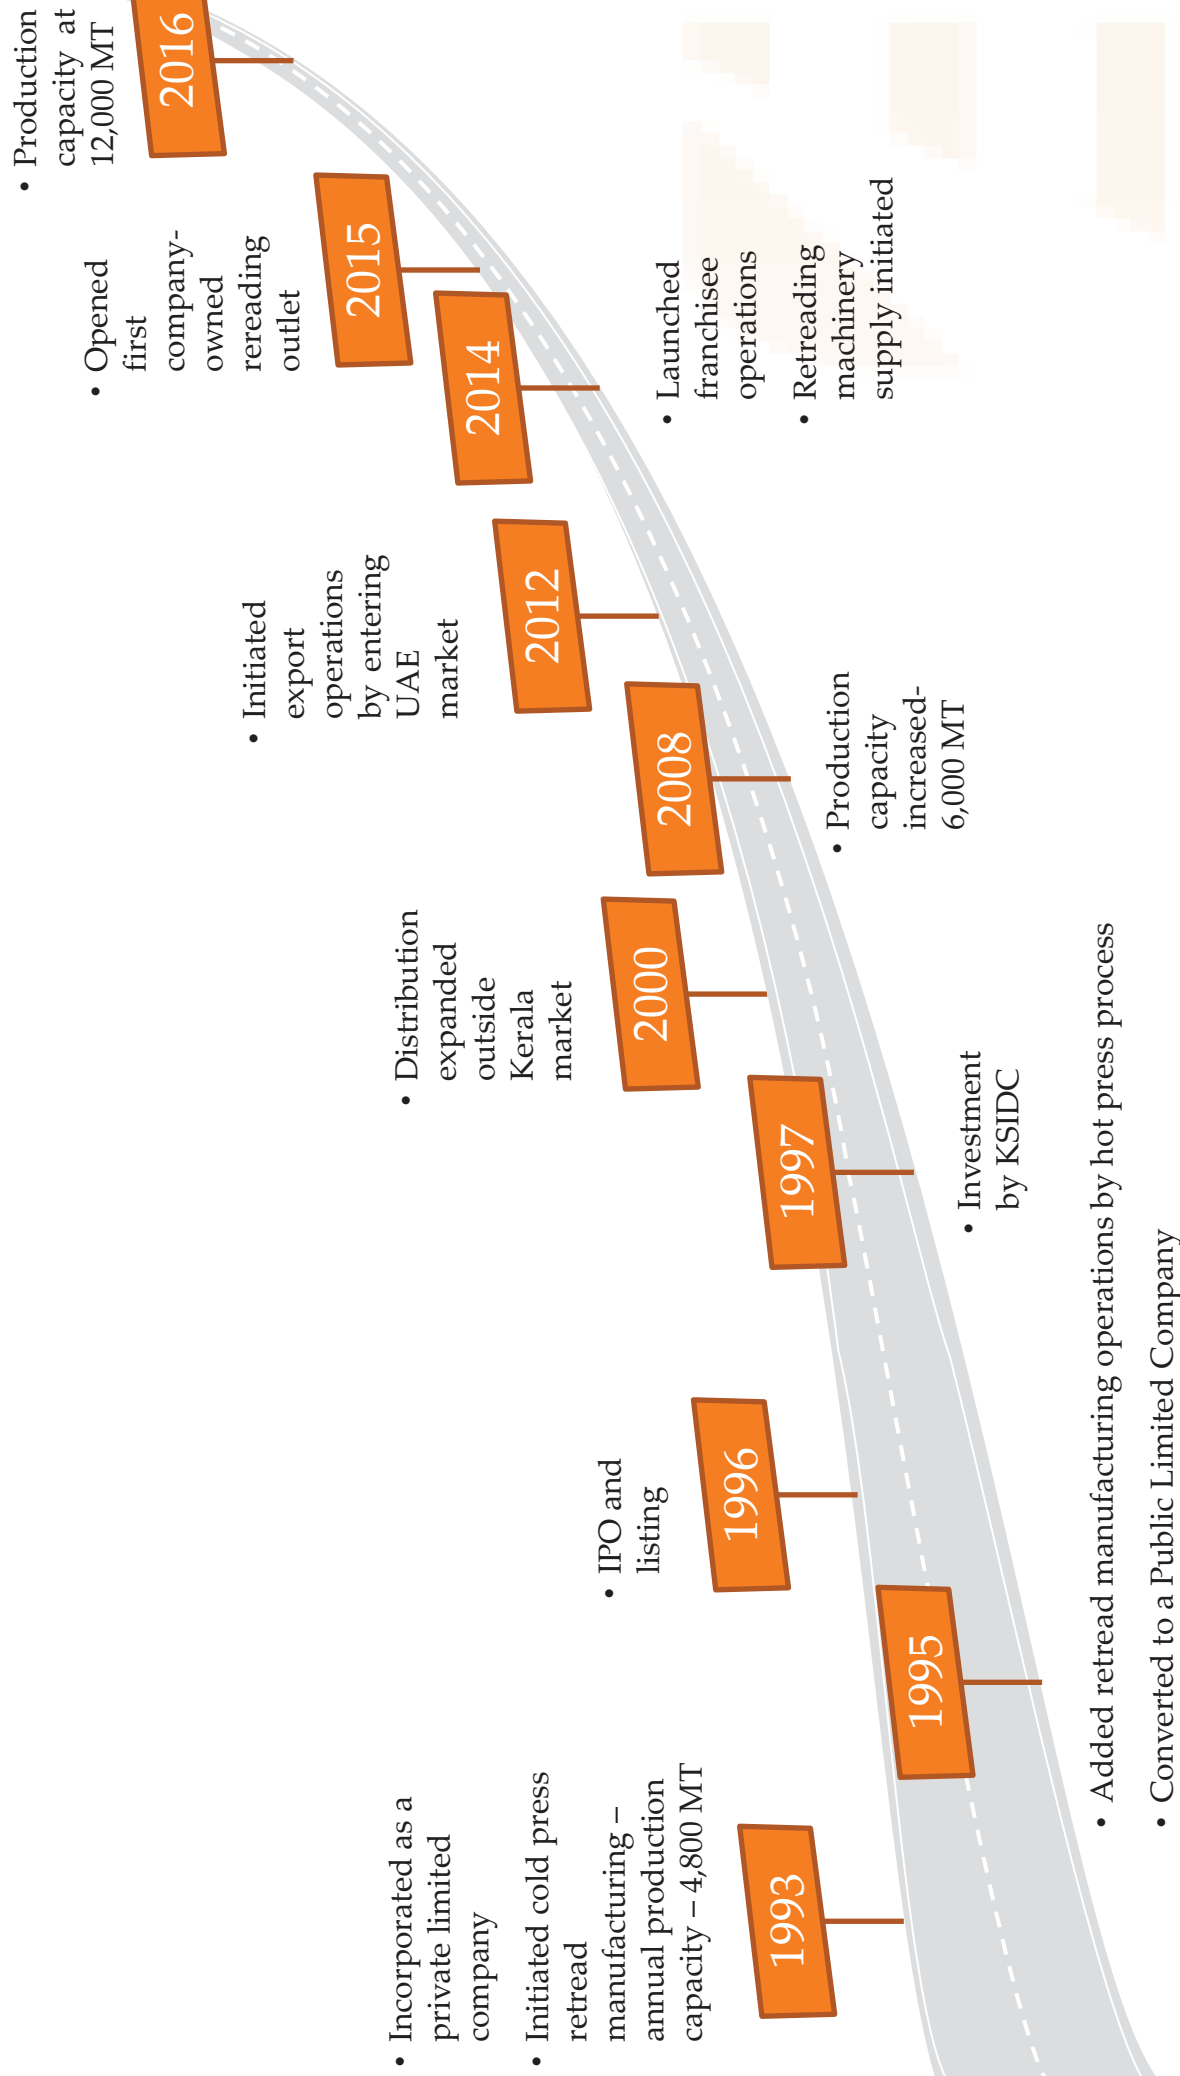 • Incorporated as a
private limited
company
• Initiated cold press
retread
manufacturing –
annual production
capacity – 4,800 MT
1993
1995
• Added retread manufacturing operations by hot press process
• Converted to a Public Limited Company
• IPO and
listing
1996
1997
• Investment
by KSIDC
• Distribution
expanded
outside
Kerala
market
2000
2008
• Production
capacity
increased-
6,000 MT
• Initiated
export
operations
by entering
UAE
market
2012
2014
• Launched
franchisee
operations
• Retreading
machinery
supply initiated
• Opened
first
company-
owned
rereading
outlet
2015
• Production
capacity at
12,000 MT
2016